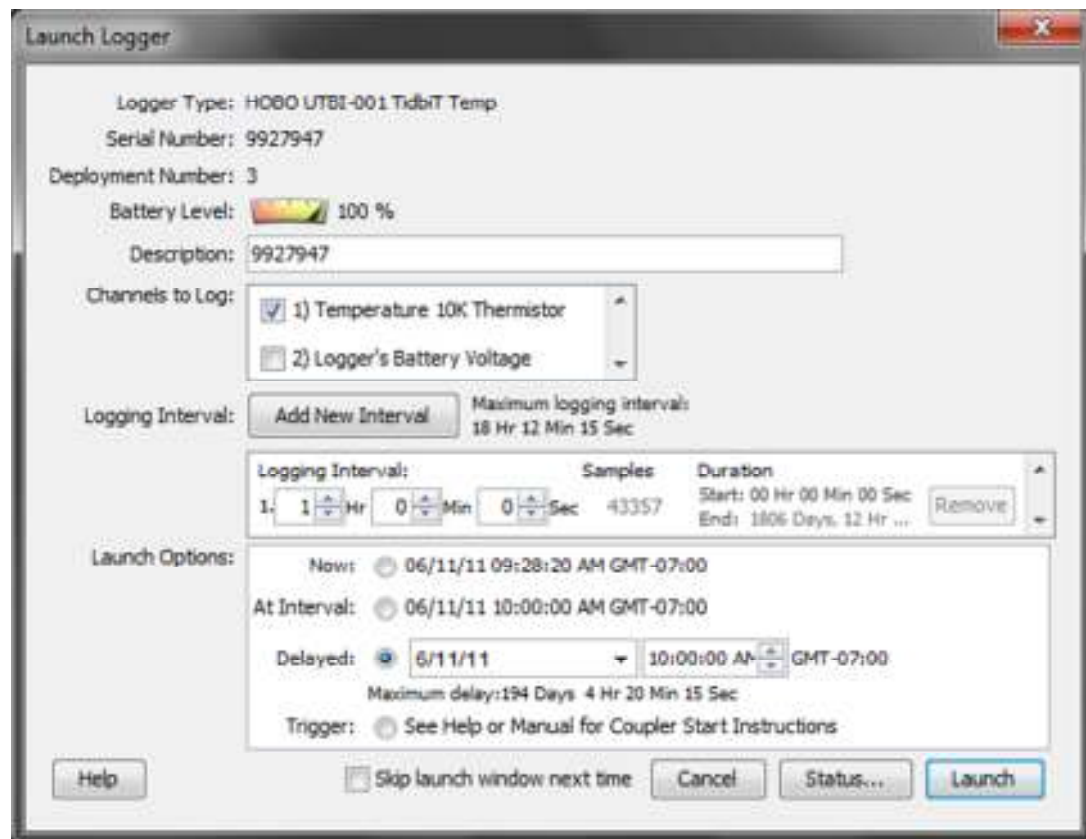 Launch Logger
Logger Type: HOBO UTBI-001 TidbiT Temp
Serial Number: 9927947
Deployment Number: 3
Battery Level: 100 %
Description: 9927947
Channels to Log:
1) Temperature 10K Thermistor
2) Logger's Battery Voltage
Logging Interval: Add New Interval
Maximum logging interval:
18 Hr 12 Min 15 Sec
Logging Interval: Samples Duration
1. 1 Hr 0 Min 0 Sec 43357
Start: 00 Hr 00 Min 00 Sec
End: 1806 Days, 12 Hr ...
Remove
Launch Options:
Now: 06/11/11 09:28:20 AM GMT-07:00
At Interval: 06/11/11 10:00:00 AM GMT-07:00
Delayed: 6/11/11 10:00:00 AM GMT-07:00
Maximum delay:194 Days 4 Hr 20 Min 15 Sec
Trigger: See Help or Manual for Coupler Start Instructions
Help Skip launch window next time Cancel Status... Launch